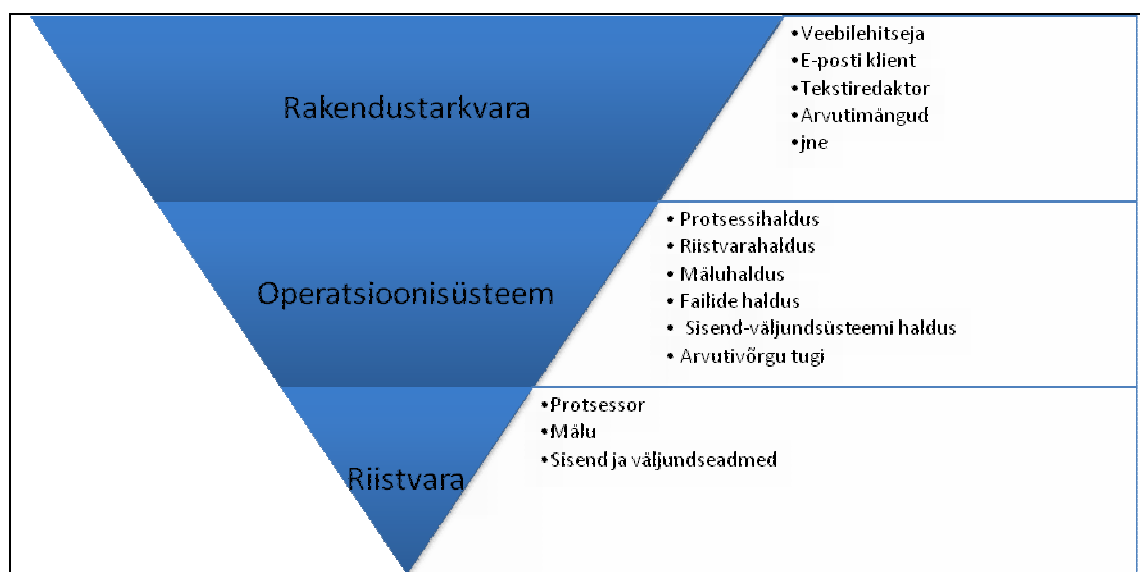 Rakendustarkvara
•Veebilehitseja
•E-posti klient
•Tekstiredaktor
•Arvutimängud
•jne
Operatsioonisüsteem
• Protsessihaldus
• Riistvarahaldus
• Mäluhaldus
• Failide haldus
• Sisend-väljundsüsteemi haldus
• Arvutivõrgu tugi
Riistvara
•Protsessor
•Mälu
•Sisend ja väljundseadmed